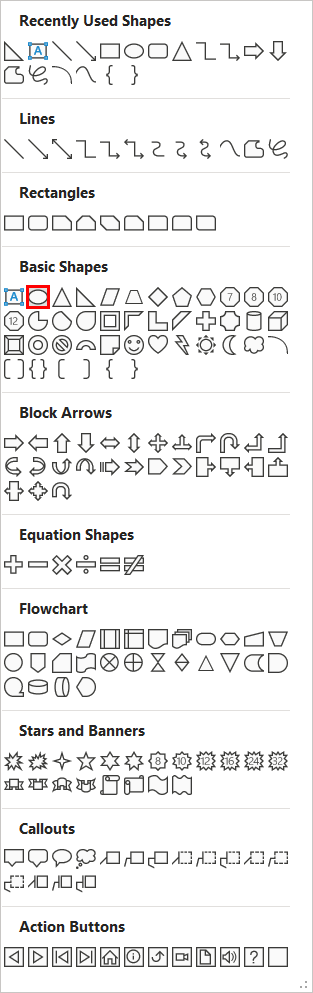 Recently Used Shapes
A
Lines
Rectangles
Basic Shapes
A 7 8 10
12
Block Arrows
Equation Shapes
Flowchart
Stars and Banners
8 10 12 16 24 32
Callouts
Action Buttons
?